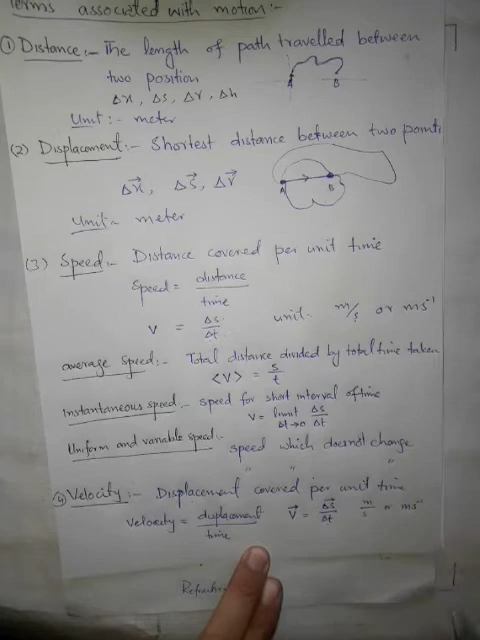 Terms associated with motion:-
(1) Distance:- The length of path travelled between
two position
Δx, Δs, Δr, Δh
A B
Unit:- meter
(2) Displacement:- Shortest distance between two points
Δx⃗, Δs⃗, Δr⃗
A B
Unit- meter
(3) Speed:- Distance covered per unit time
Speed = distance/time
V = Δs/Δt unit- m/s or ms⁻¹
average speed:- Total distance divided by total time taken
<V> = s/t
Instantaneous speed:- speed for short interval of time
V = limit Δt→0 Δs/Δt
Uniform and variable speed:- speed which doesnot change
" " "
(4) Velocity:- Displacement covered per unit time
Velocity = displacement/time V⃗ = Δs⃗/Δt m/s or ms⁻¹